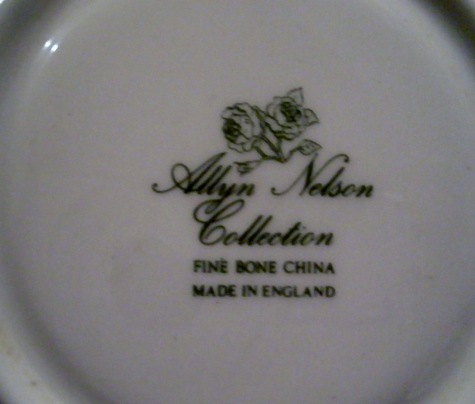 Allyn Nelson
Collection
FINE BONE CHINA
MADE IN ENGLAND